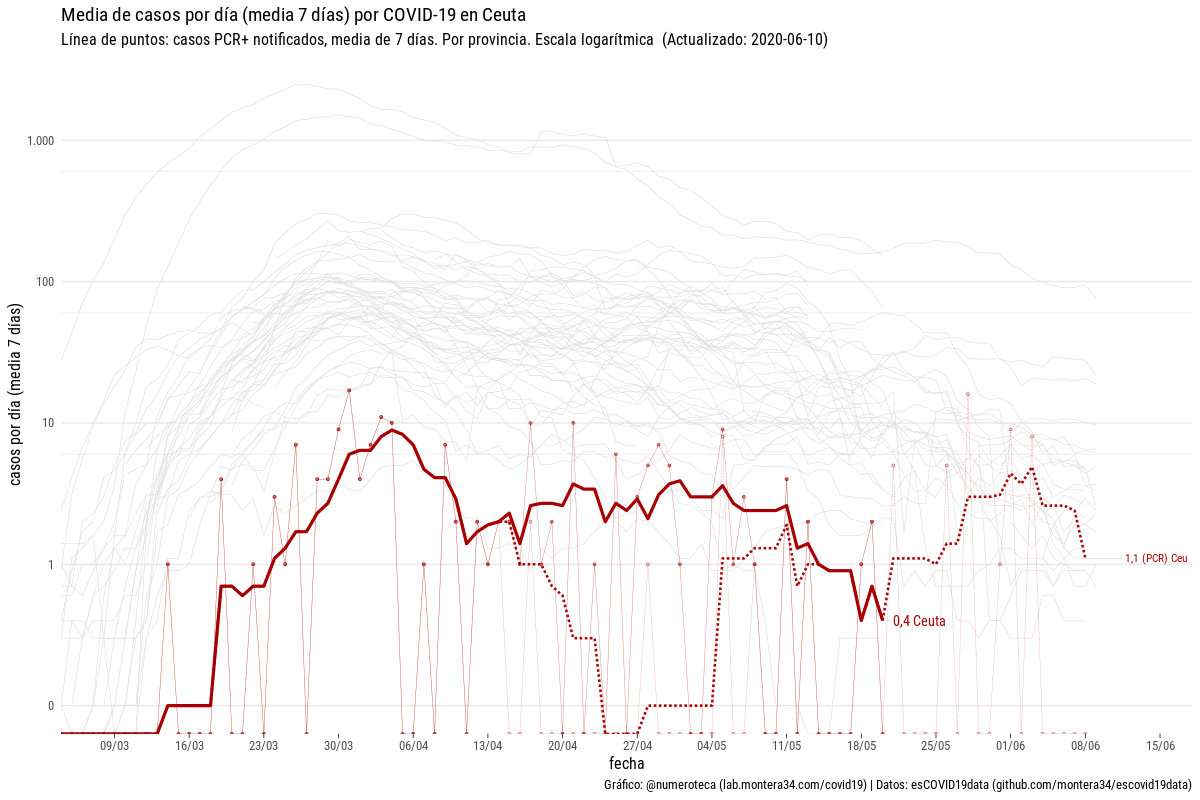 Media de casos por día (media 7 días) por COVID-19 en Ceuta
Línea de puntos: casos PCR+ notificados, media de 7 días. Por provincia. Escala logarítmica (Actualizado: 2020-06-10)
casos por día (media 7 días)
1.000
100
10
1
0
1,1 (PCR) Ceu
0,4 Ceuta
09/03 16/03 23/03 30/03 06/04 13/04 20/04 27/04 04/05 11/05 18/05 25/05 01/06 08/06 15/06
fecha
Gráfico: @numeroteca (lab.montera34.com/covid19) | Datos: esCOVID19data (github.com/montera34/escovid19data)